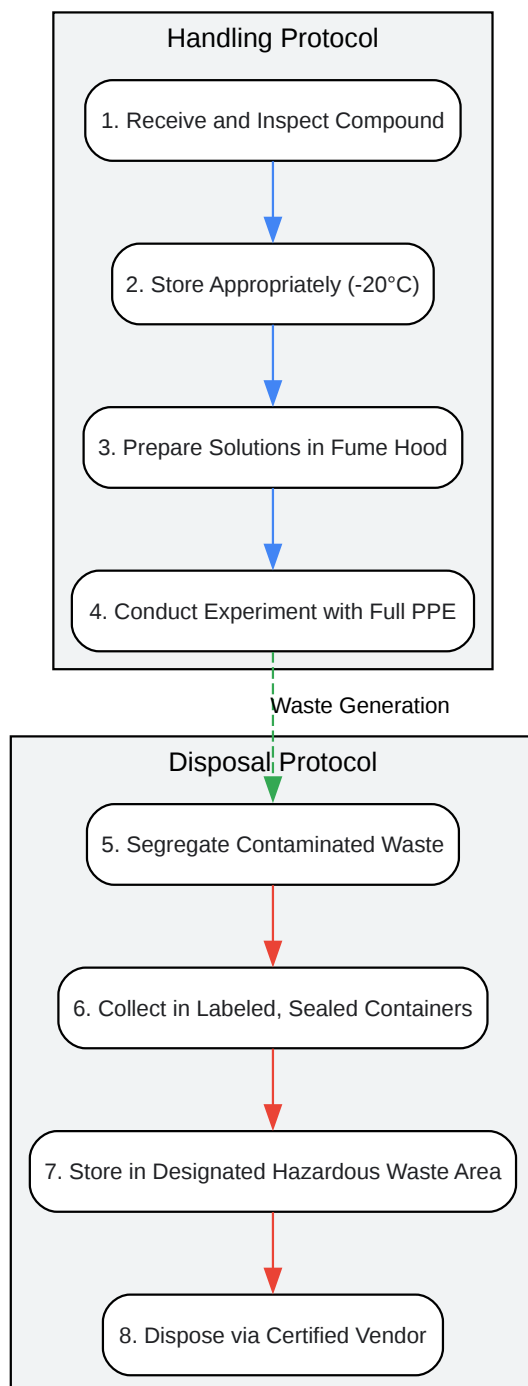 Handling Protocol
1. Receive and Inspect Compound
2. Store Appropriately (-20°C)
3. Prepare Solutions in Fume Hood
4. Conduct Experiment with Full PPE
Waste Generation
Disposal Protocol
5. Segregate Contaminated Waste
6. Collect in Labeled, Sealed Containers
7. Store in Designated Hazardous Waste Area
8. Dispose via Certified Vendor